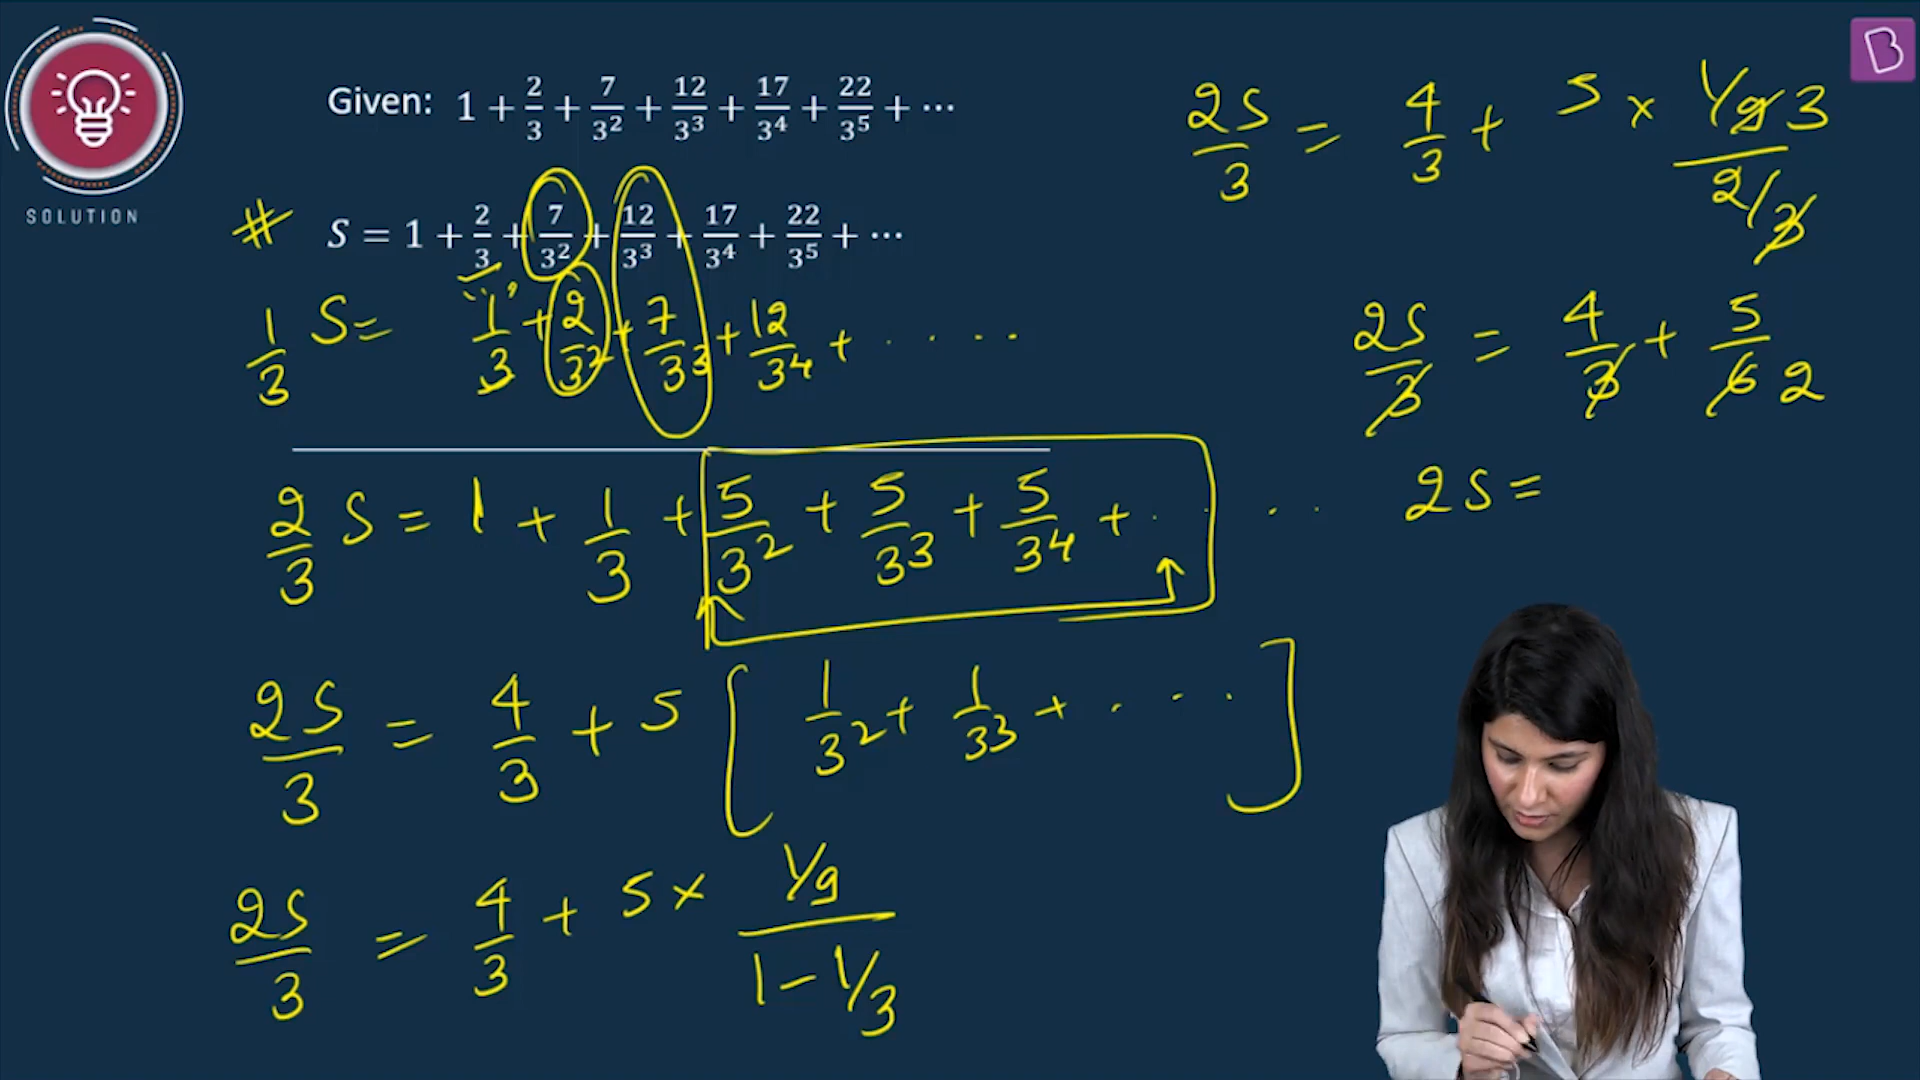 Given: 1 + 2/3 + 7/3² + 12/3³ + 17/3⁴ + 22/3⁵ + ⋯
SOLUTION
# S = 1 + 2/3 + 7/3² + 12/3³ + 17/3⁴ + 22/3⁵ + ⋯
1/3 S = 1/3 + 2/3² + 7/3³ + 12/3⁴ + . . . .
2/3 S = 1 + 1/3 + 5/3² + 5/3³ + 5/3⁴ + . . . .
2S/3 = 4/3 + 5 [ 1/3² + 1/3³ + . . . . ]
2S/3 = 4/3 + 5 × (1/9)/(1 − 1/3)
B
2S/3 = 4/3 + 5 × (1/9 3)/(2/3)
2S/3 = 4/3 + 5/6 2
2S =